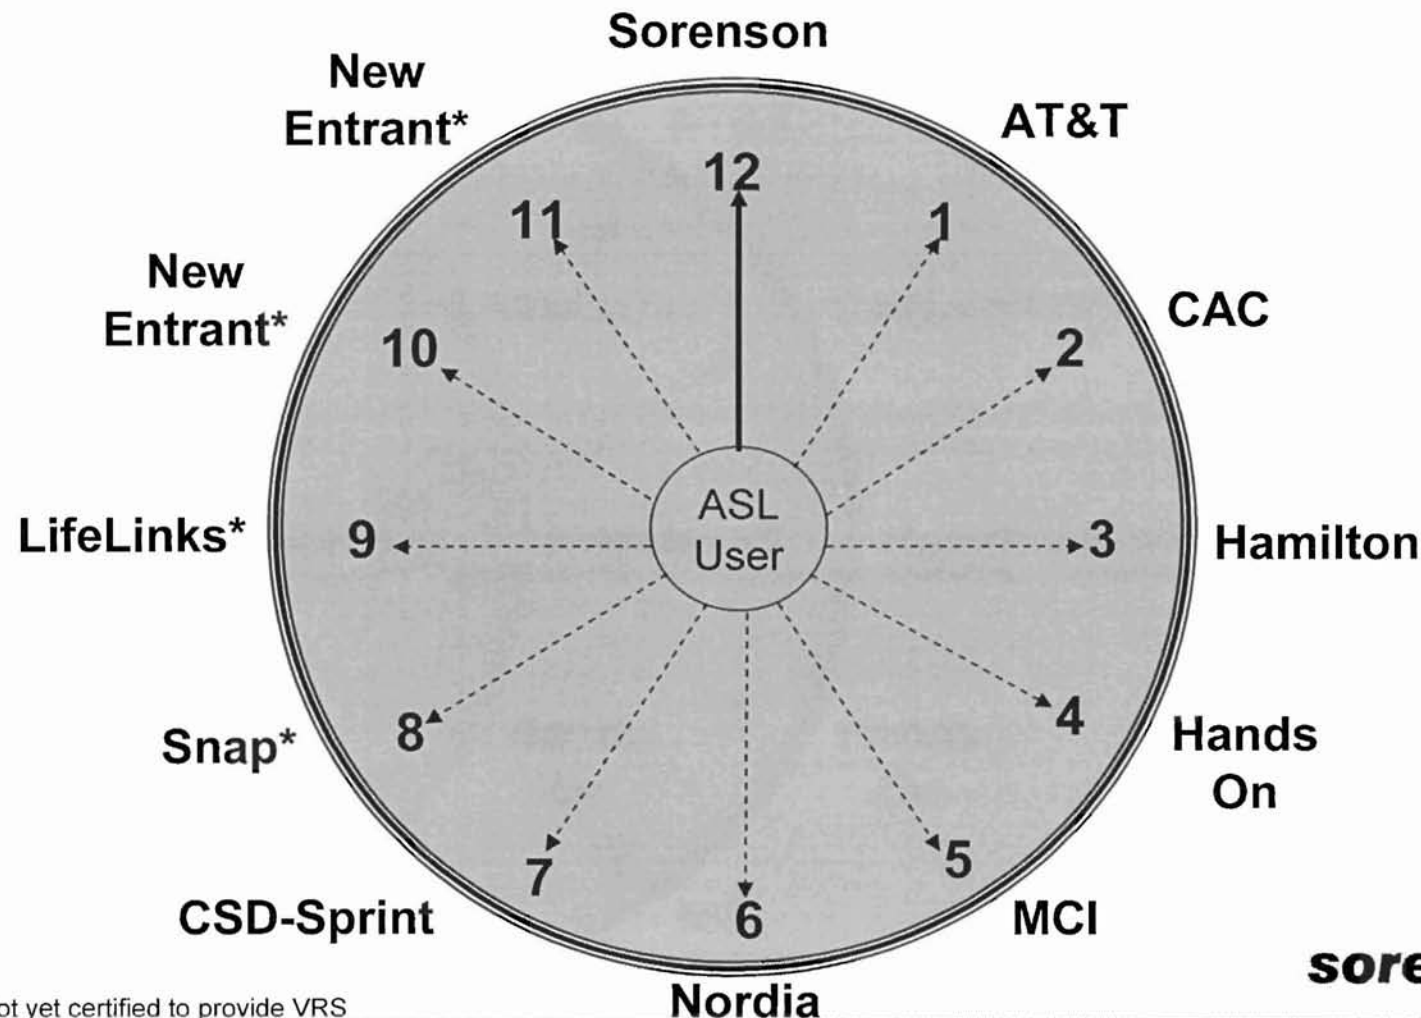 Sorenson
New
Entrant*
AT&T
12
11
1
New
Entrant*
CAC
10
2
ASL
User
LifeLinks*
9
3
Hamilton
8
4
Snap*
Hands
On
7
5
CSD-Sprint
6
MCI
Nordia
yet certified to provide VRS